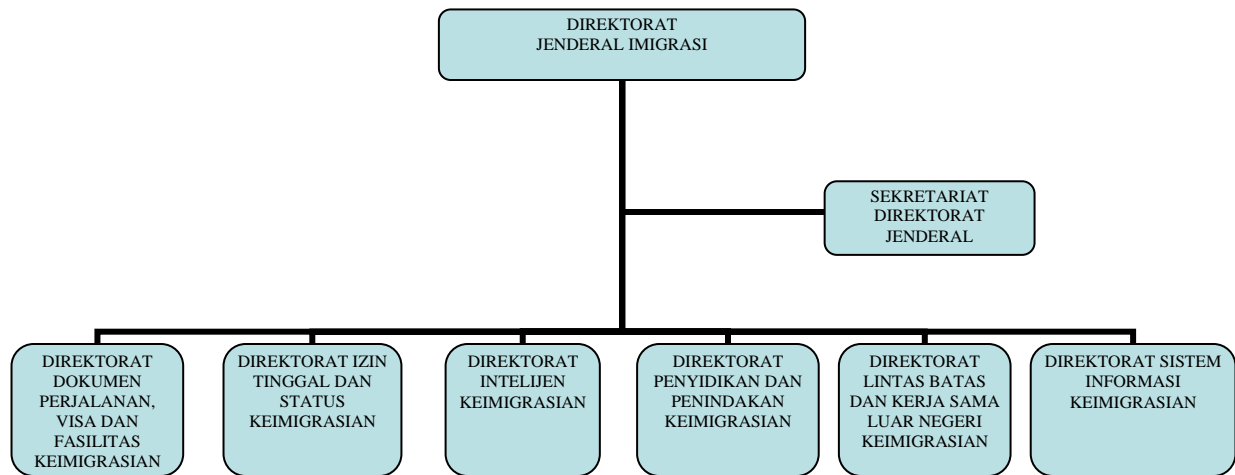 DIREKTORAT
JENDERAL IMIGRASI
SEKRETARIAT
DIREKTORAT
JENDERAL
DIREKTORAT
DOKUMEN
PERJALANAN,
VISA DAN
FASILITAS
KEIMIGRASIAN
DIREKTORAT IZIN
TINGGAL DAN
STATUS
KEIMIGRASIAN
DIREKTORAT
INTELIJEN
KEIMIGRASIAN
DIREKTORAT
PENYIDIKAN DAN
PENINDAKAN
KEIMIGRASIAN
DIREKTORAT
LINTAS BATAS
DAN KERJA SAMA
LUAR NEGERI
KEIMIGRASIAN
DIREKTORAT SISTEM
INFORMASI
KEIMIGRASIAN